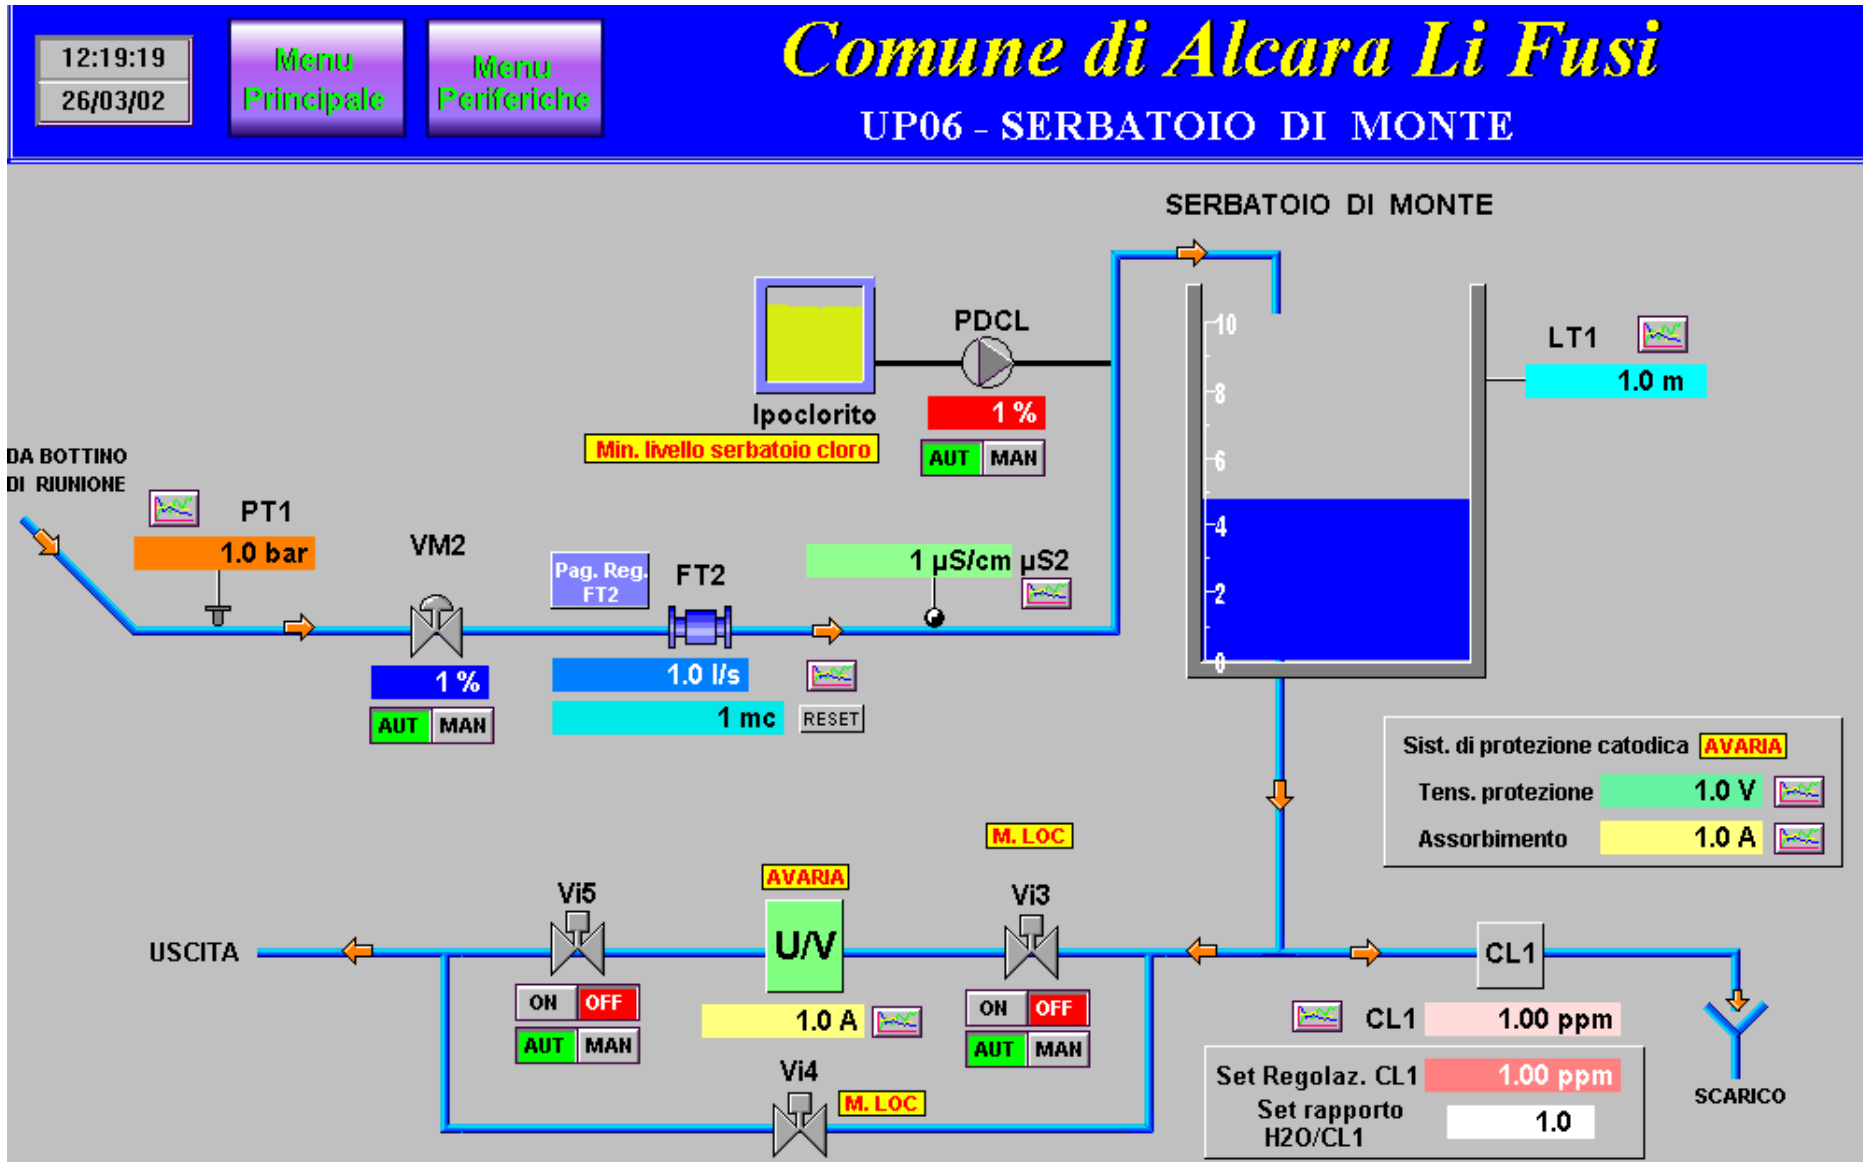 12:19:19
26/03/02
Menu
Principale
Menu
Periferiche
Comune di Alcara Li Fusi
UP06 - SERBATOIO DI MONTE
SERBATOIO DI MONTE
10
8
6
4
2
0
LT1
1.0 m
PDCL
1 %
AUT MAN
Ipoclorito
Min. livello serbatoio cloro
DA BOTTINO
DI RIUNIONE
PT1
1.0 bar
VM2
1 %
AUT MAN
Pag. Reg.
FT2
FT2
1.0 l/s
1 mc RESET
1 µS/cm µS2
Sist. di protezione catodica AVARIA
Tens. protezione 1.0 V
Assorbimento 1.0 A
M. LOC
Vi3
ON OFF
AUT MAN
AVARIA
U/V
1.0 A
Vi5
ON OFF
AUT MAN
USCITA
Vi4
M. LOC
CL1
CL1 1.00 ppm
Set Regolaz. CL1 1.00 ppm
Set rapporto
H2O/CL1 1.0
SCARICO